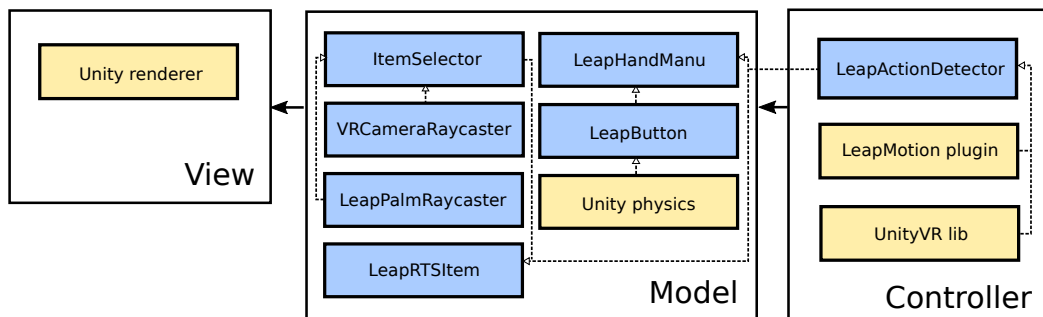 Unity renderer
View
ItemSelector
VRCameraRaycaster
LeapPalmRaycaster
LeapRTSItem
LeapHandManu
LeapButton
Unity physics
Model
LeapActionDetector
LeapMotion plugin
UnityVR lib
Controller